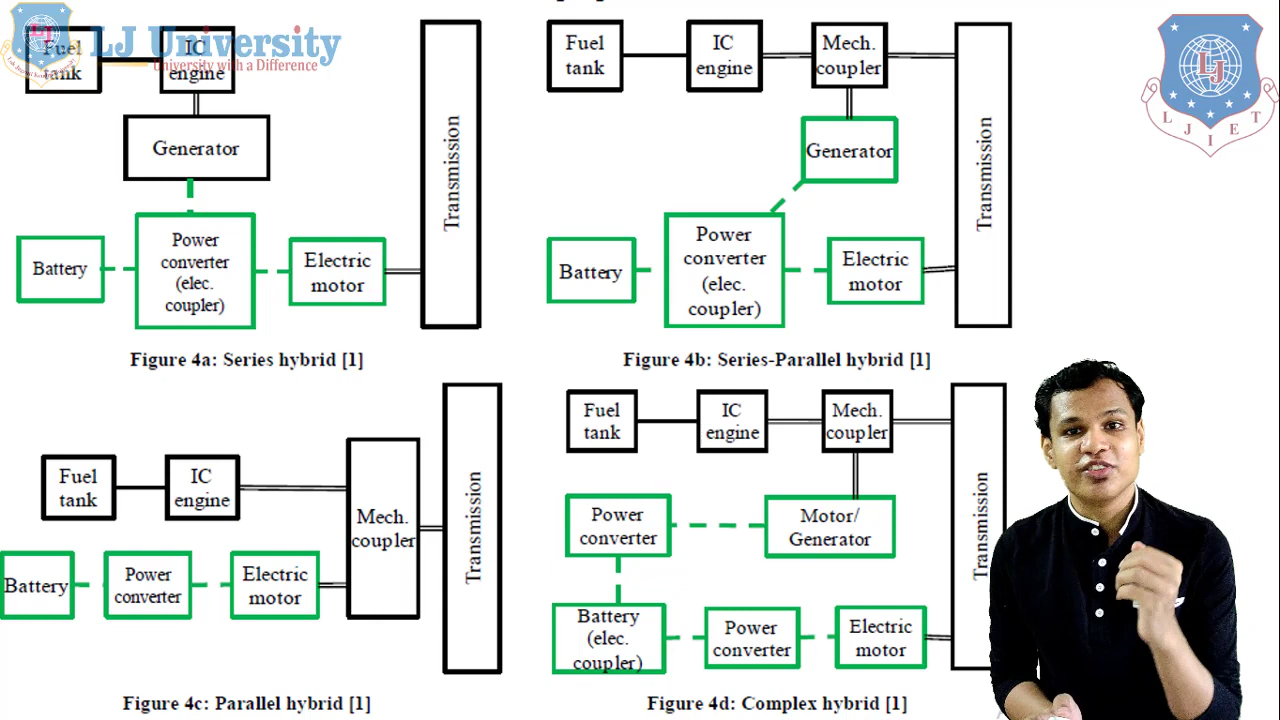 LJ University
University with a Difference
Fuel
tank
IC
engine
Generator
Battery
Power
converter
(elec.
coupler)
Electric
motor
Transmission
Figure 4a: Series hybrid [1]
Fuel
tank
IC
engine
Mech.
coupler
Generator
Battery
Power
converter
(elec.
coupler)
Electric
motor
Transmission
Figure 4b: Series-Parallel hybrid [1]
LJ
L J I E T
Fuel
tank
IC
engine
Battery
Power
converter
Electric
motor
Mech.
coupler
Transmission
Figure 4c: Parallel hybrid [1]
Fuel
tank
IC
engine
Mech.
coupler
Power
converter
Motor/
Generator
Battery
(elec.
coupler)
Power
converter
Electric
motor
Transmission
Figure 4d: Complex hybrid [1]